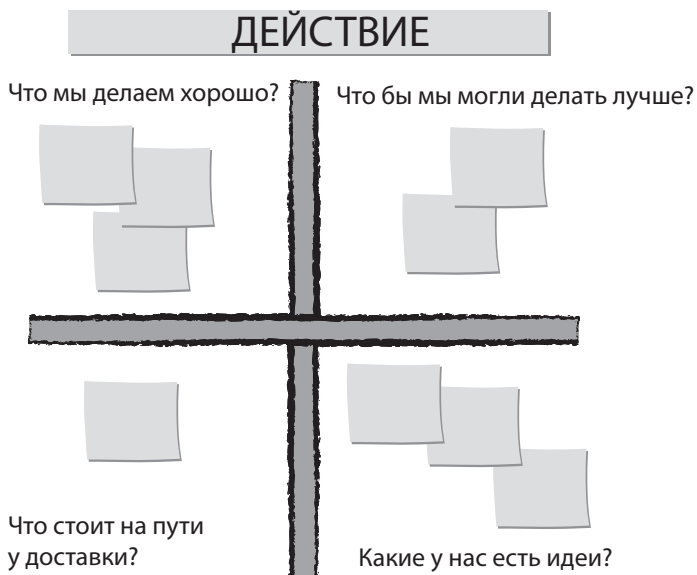 ДЕЙСТВИЕ
Что мы делаем хорошо?
Что бы мы могли делать лучше?
Что стоит на пути
у доставки?
Какие у нас есть идеи?